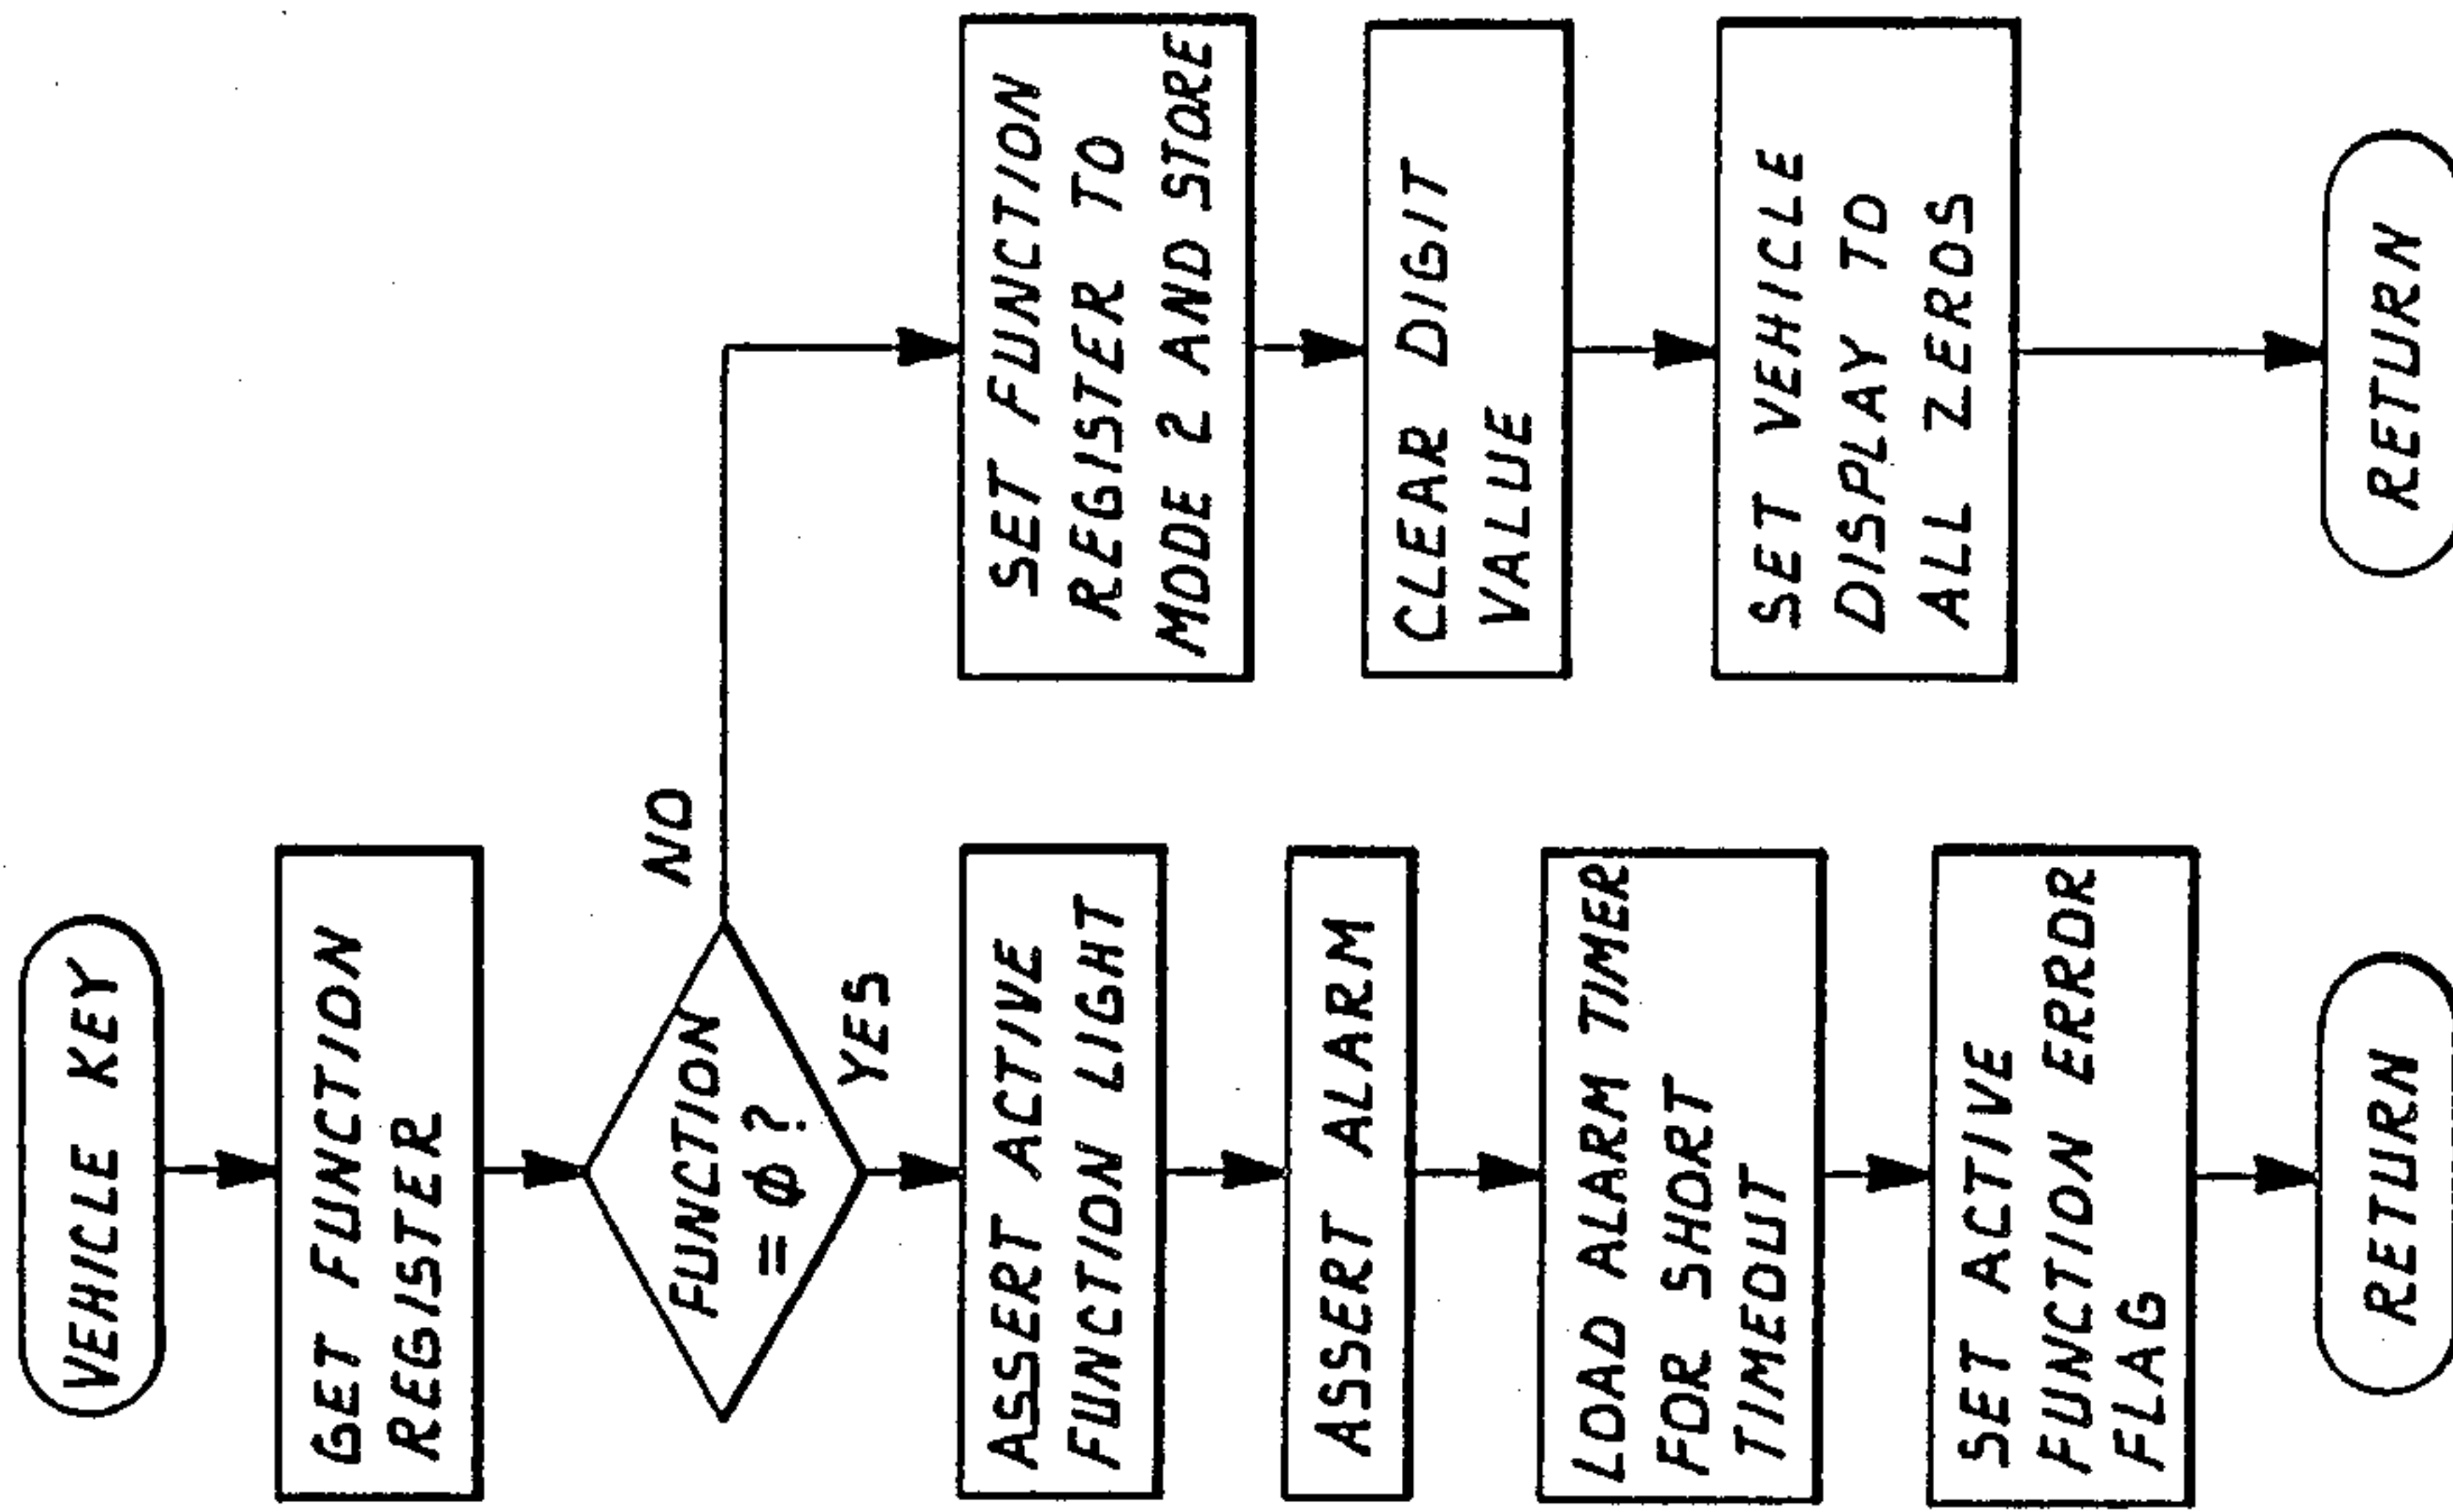 VEHICLE KEY
GET FUNCTION
REGISTER
FUNCTION
= φ ?
NO
YES
ASSERT ACTIVE
FUNCTION LIGHT
ASSERT ALARM
LOAD ALARM TIMER
FOR SHORT
TIMEOUT
SET ACTIVE
FUNCTION ERROR
FLAG
RETURN
SET FUNCTION
REGISTER TO
MODE 2 AND STORE
CLEAR DIGIT
VALUE
SET VEHICLE
DISPLAY TO
ALL ZEROS
RETURN